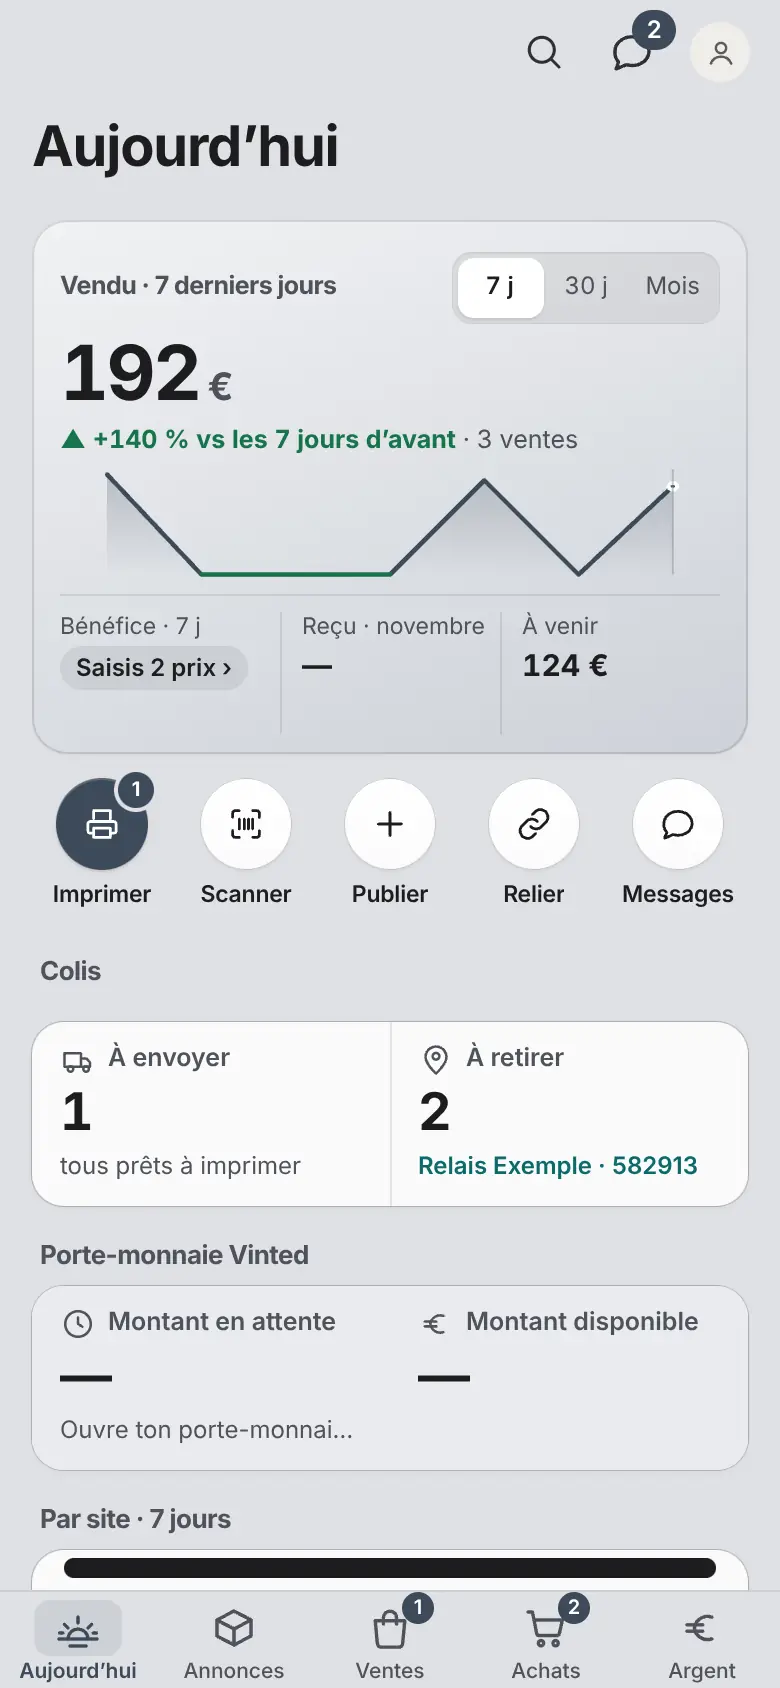 2
Aujourd’hui
Vendu · 7 derniers jours
7 j 30 j Mois
192 €
▲ +140 % vs les 7 jours d’avant · 3 ventes
Bénéfice · 7 j
Reçu · novembre
À venir
Saisis 2 prix ›
—
124 €
1
Imprimer
Scanner
Publier
Relier
Messages
Colis
À envoyer
1
tous prêts à imprimer
À retirer
2
Relais Exemple · 582913
Porte-monnaie Vinted
Montant en attente
—
Ouvre ton porte-monnai...
€ Montant disponible
—
Par site · 7 jours
Aujourd’hui
Annonces
1
Ventes
2
Achats
€
Argent